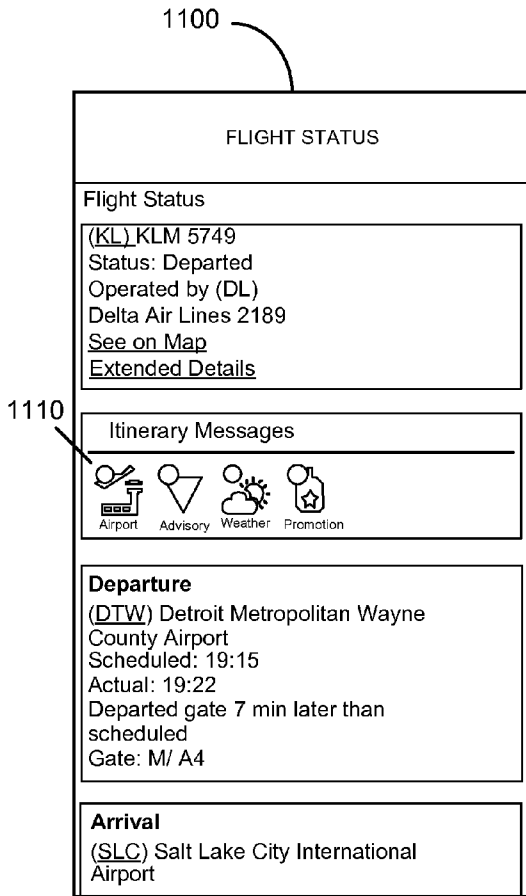 1100
FLIGHT STATUS
Flight Status
(KL) KLM 5749
Status: Departed
Operated by (DL)
Delta Air Lines 2189
See on Map
Extended Details
1110
Itinerary Messages
Airport Advisory Weather Promotion
Departure
(DTW) Detroit Metropolitan Wayne
County Airport
Scheduled: 19:15
Actual: 19:22
Departed gate 7 min later than
scheduled
Gate: M/ A4
Arrival
(SLC) Salt Lake City International
Airport